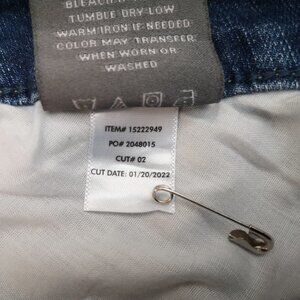 TUMBLE DRY LOW
WARM IRON IF NEEDED
COLOR MAY TRANSFER
WHEN WORN OR
WASHED
ITEM# 15222949
PO# 2048015
CUT# 02
CUT DATE: 01/20/2022